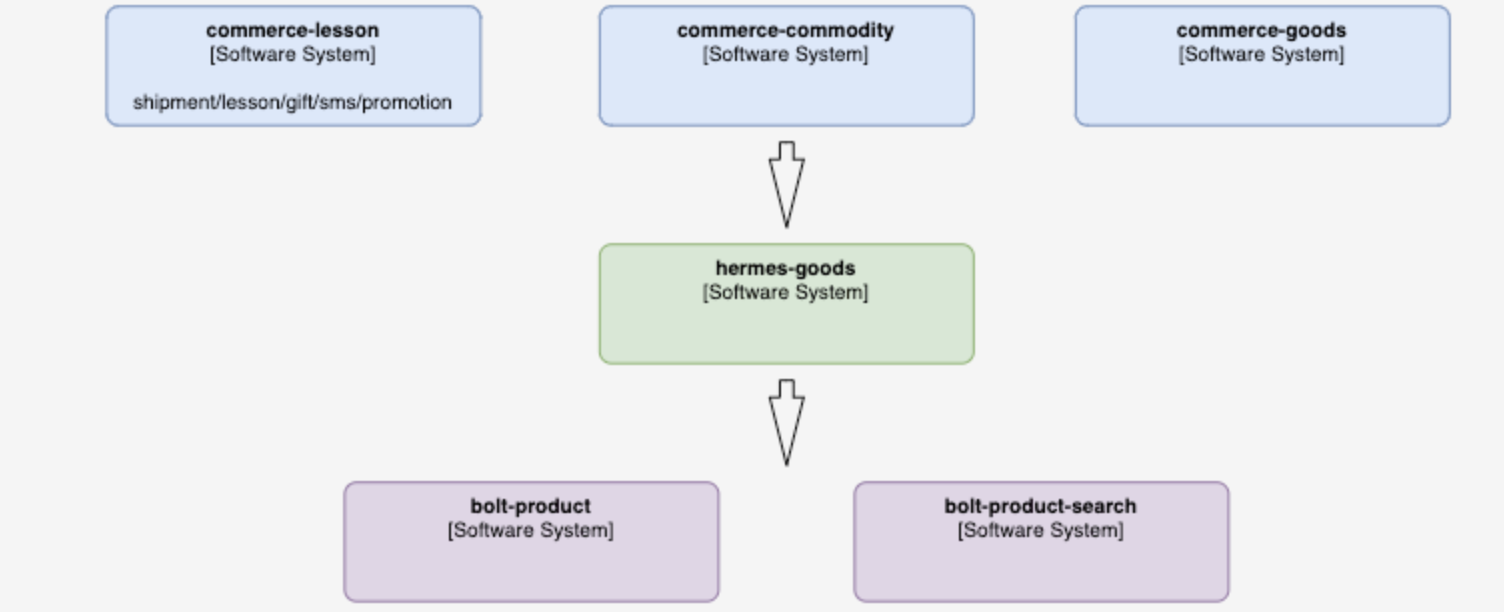 commerce-lesson
[Software System]
shipment/lesson/gift/sms/promotion
commerce-commodity
[Software System]
commerce-goods
[Software System]
hermes-goods
[Software System]
bolt-product
[Software System]
bolt-product-search
[Software System]